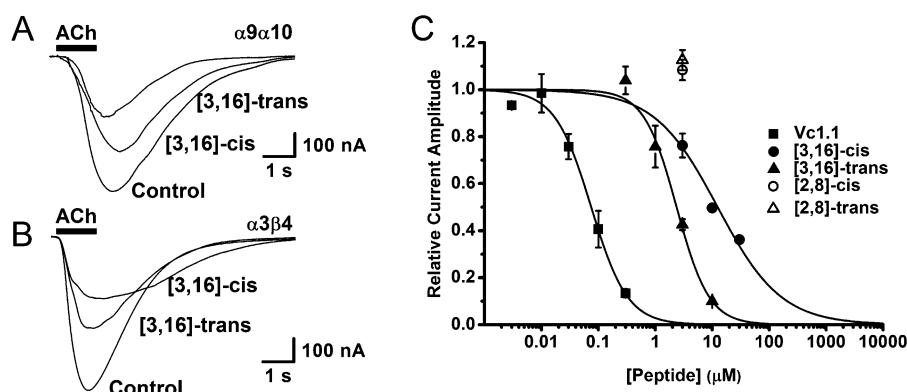 A
ACh
α9α10
[3,16]-trans
[3,16]-cis
100 nA
1 s
Control
B
ACh
α3β4
[3,16]-cis
[3,16]-trans
100 nA
1 s
Control
C
Relative Current Amplitude
1.2
1.0
0.8
0.6
0.4
0.2
0.0
0.01 0.1 1 10 100 1000 10000
[Peptide] (μM)
Vc1.1
[3,16]-cis
[3,16]-trans
[2,8]-cis
[2,8]-trans